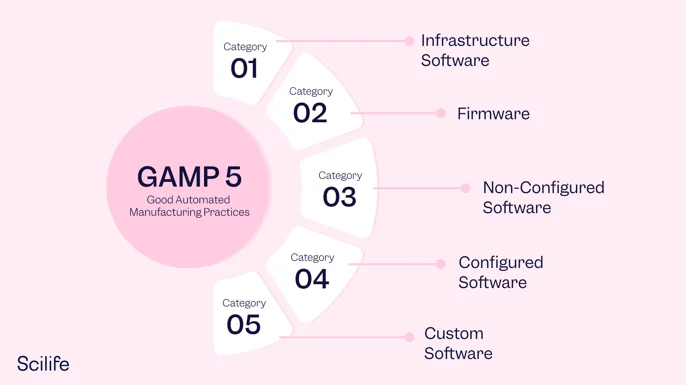 GAMP 5
Good Automated
Manufacturing Practices
Category
01
Infrastructure
Software
Category
02
Firmware
Category
03
Non-Configured
Software
Category
04
Configured
Software
Category
05
Custom
Software
Scilife